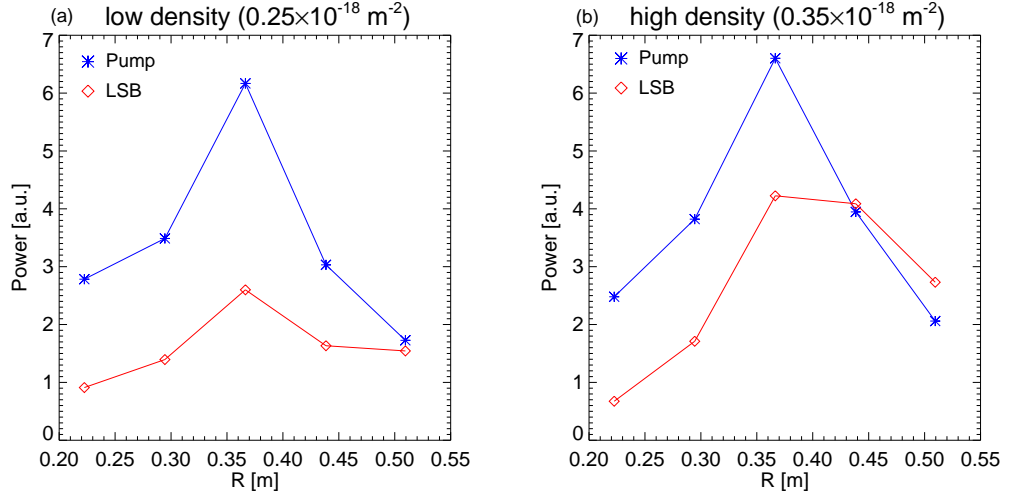 (a) low density (0.25×10^-18 m^-2)
7
6
5
4
3
2
1
0
Power [a.u.]
Pump
LSB
0.20 0.25 0.30 0.35 0.40 0.45 0.50 0.55
R [m]
(b) high density (0.35×10^-18 m^-2)
7
6
5
4
3
2
1
0
Power [a.u.]
Pump
LSB
0.20 0.25 0.30 0.35 0.40 0.45 0.50 0.55
R [m]